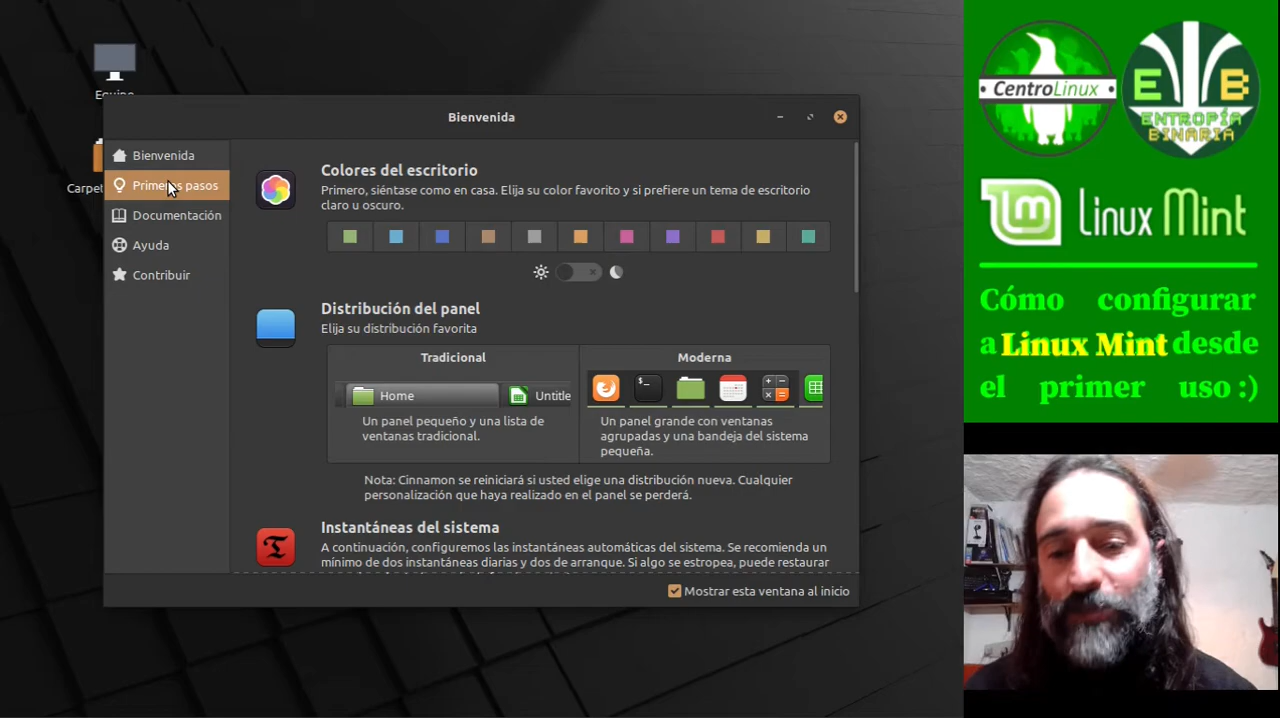 Equipo
Carpet
Bienvenida
Bienvenida
Primeros pasos
Documentación
Ayuda
Contribuir
Colores del escritorio
Primero, siéntase como en casa. Elija su color favorito y si prefiere un tema de escritorio
claro u oscuro.
Distribución del panel
Elija su distribución favorita
Tradicional
Moderna
Home
Untitle
Un panel pequeño y una lista de
ventanas tradicional.
Un panel grande con ventanas
agrupadas y una bandeja del sistema
pequeña.
Nota: Cinnamon se reiniciará si usted elige una distribución nueva. Cualquier
personalización que haya realizado en el panel se perderá.
Instantáneas del sistema
A continuación, configuremos las instantáneas automáticas del sistema. Se recomienda un
mínimo de dos instantáneas diarias y dos de arranque. Si algo se estropea, puede restaurar
Mostrar esta ventana al inicio
CentroLinux
E B
ENTROPÍA
BINARIA
Linux Mint
Cómo configurar
a Linux Mint desde
el primer uso :)